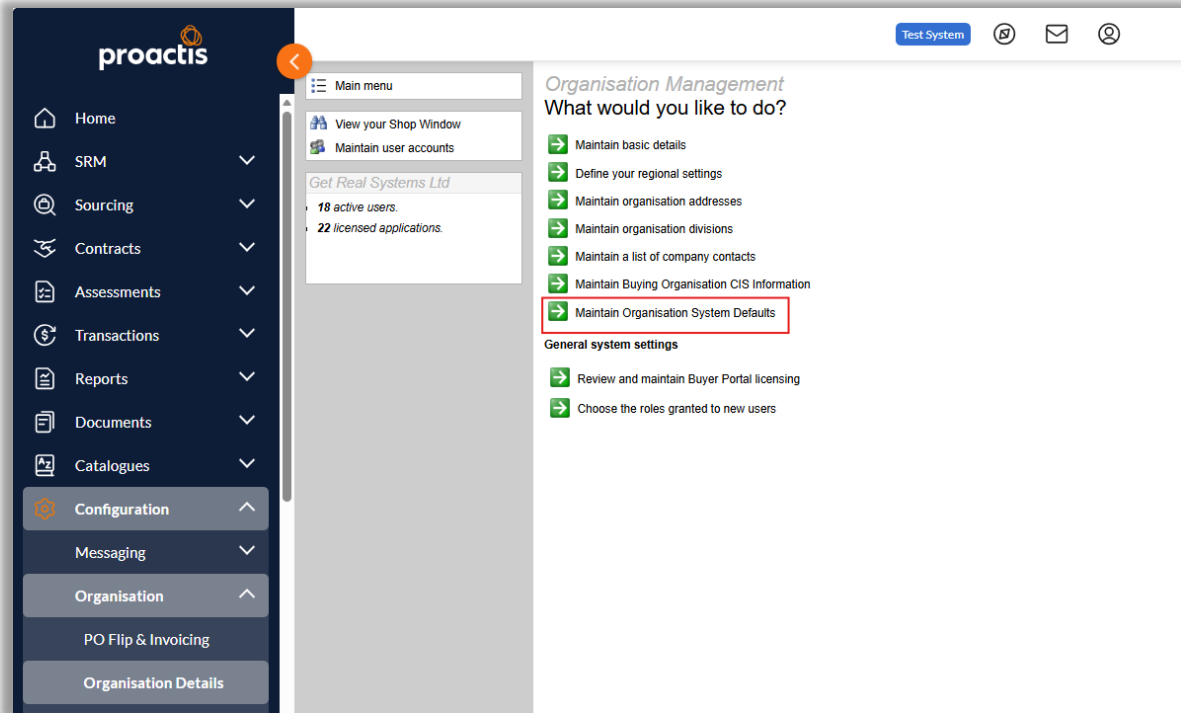 proactis
Home
SRM
Sourcing
Contracts
Assessments
Transactions
Reports
Documents
Catalogues
Configuration
Messaging
Organisation
PO Flip & Invoicing
Organisation Details
Test System
Main menu
View your Shop Window
Maintain user accounts
Get Real Systems Ltd
18 active users.
22 licensed applications.
Organisation Management
What would you like to do?
Maintain basic details
Define your regional settings
Maintain organisation addresses
Maintain organisation divisions
Maintain a list of company contacts
Maintain Buying Organisation CIS Information
Maintain Organisation System Defaults
General system settings
Review and maintain Buyer Portal licensing
Choose the roles granted to new users